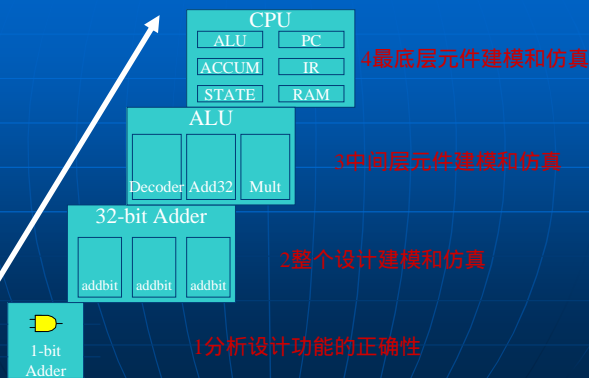 CPU
ALU
PC
ACCUM
IR
STATE
RAM
4最底层元件建模和仿真
ALU
Decoder
Add32
Mult
3中间层元件建模和仿真
32-bit Adder
addbit
addbit
addbit
2整个设计建模和仿真
1-bit
Adder
1分析设计功能的正确性